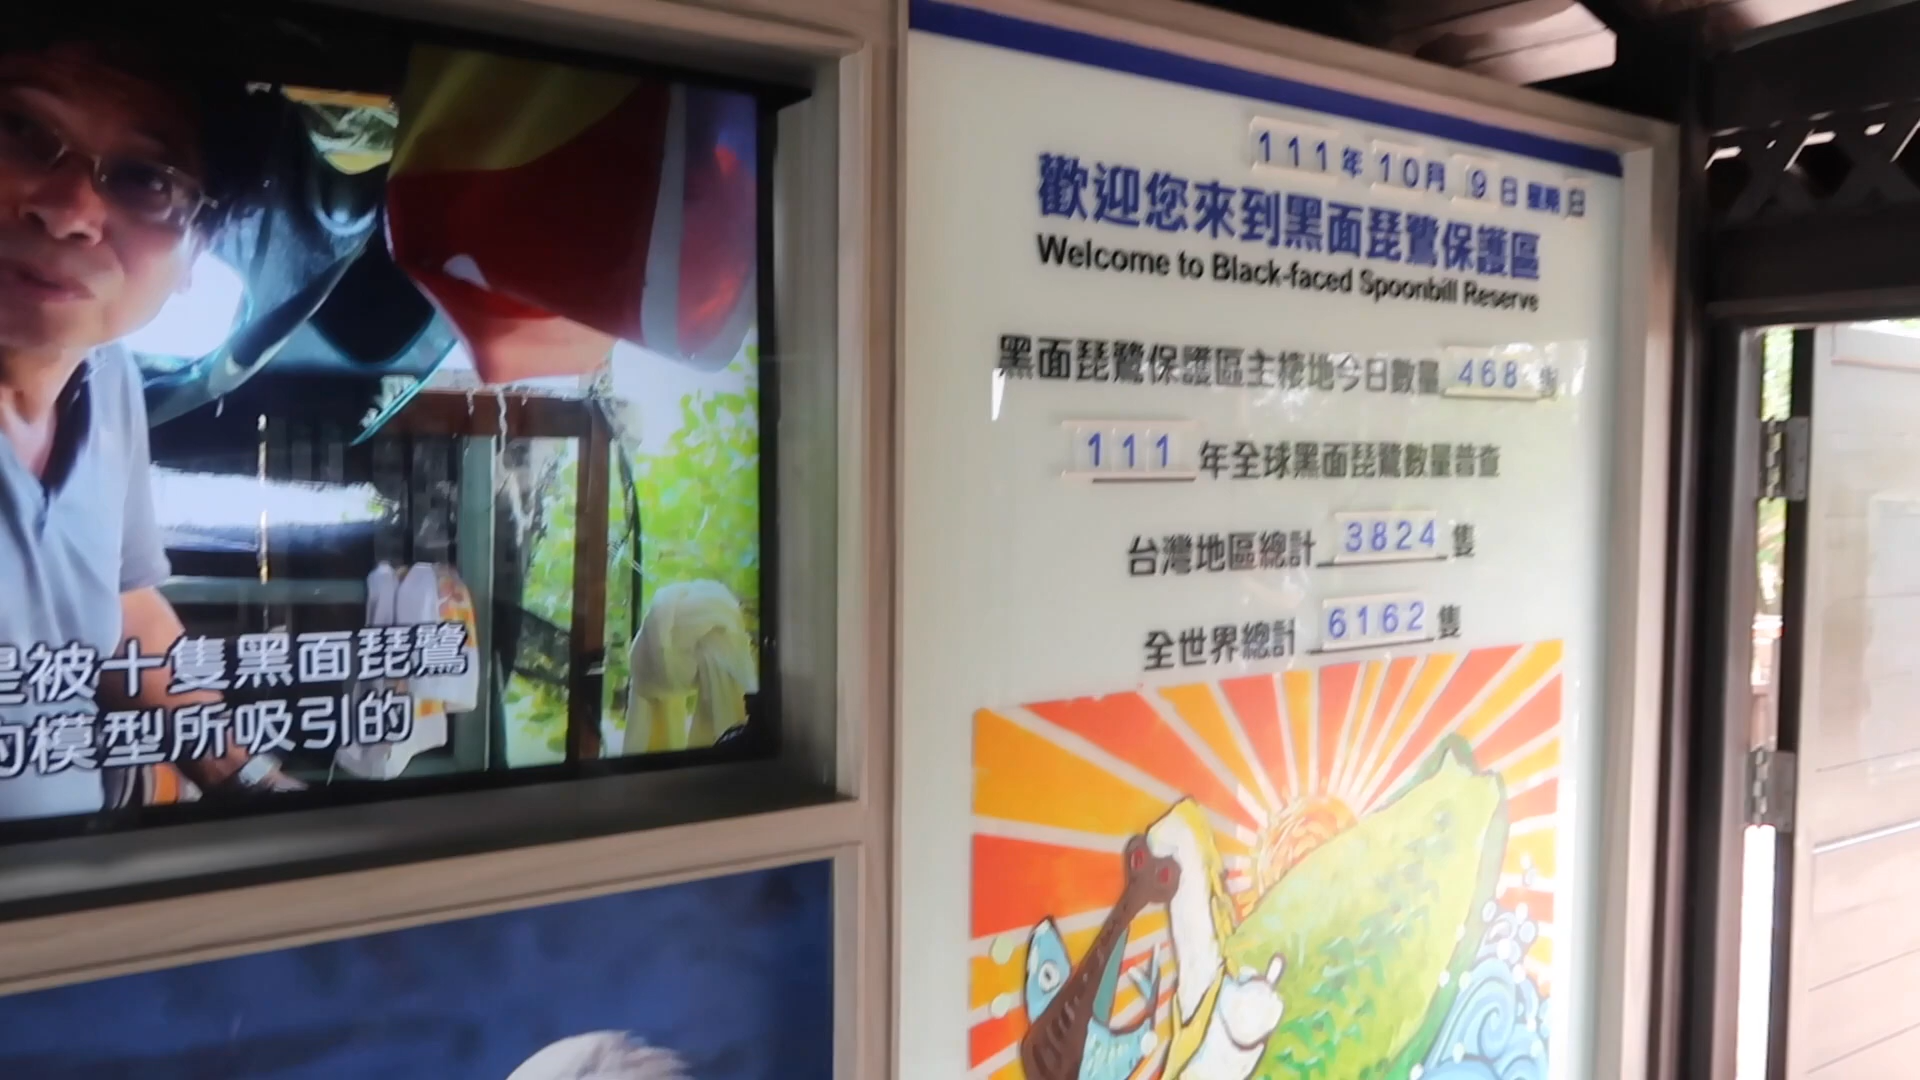 是被十隻黑面琵鷺
的模型所吸引的
111年10月9日星期日
歡迎您來到黑面琵鷺保護區
Welcome to Black-faced Spoonbill Reserve
黑面琵鷺保護區主棲地今日數量 468 隻
111 年全球黑面琵鷺數量普查
台灣地區總計 3824 隻
全世界總計 6162 隻